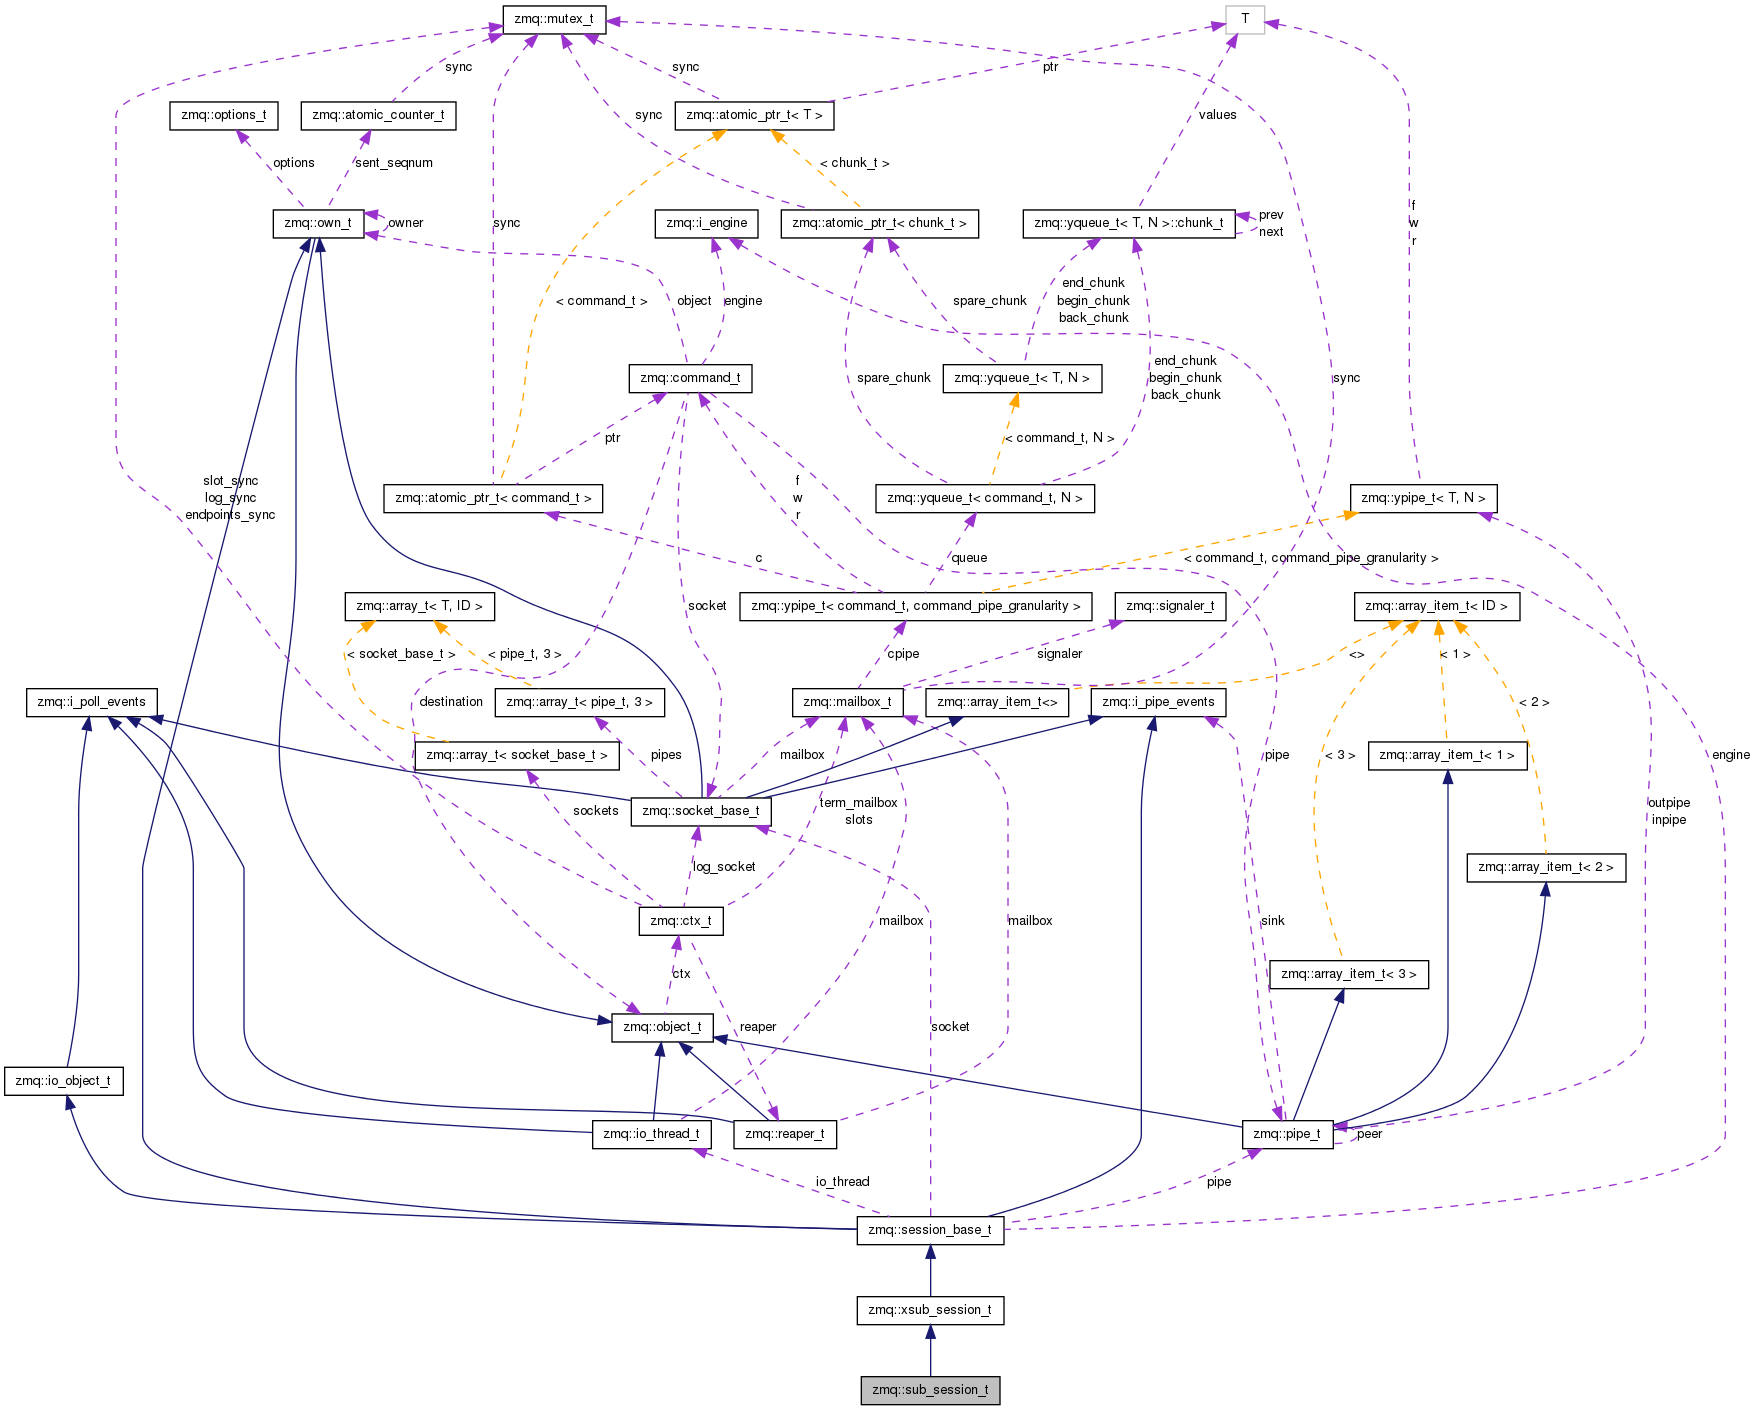 zmq::mutex_t
T
sync
sync
ptr
zmq::options_t
zmq::atomic_counter_t
zmq::atomic_ptr_t< T >
sync
values
options
sent_seqnum
< chunk_t >
zmq::own_t
owner
sync
zmq::i_engine
zmq::atomic_ptr_t< chunk_t >
zmq::yqueue_t< T, N >::chunk_t
prev
next
f
w
r
< command_t >
object
engine
spare_chunk
end_chunk
begin_chunk
back_chunk
zmq::command_t
spare_chunk
zmq::yqueue_t< T, N >
end_chunk
begin_chunk
back_chunk
sync
ptr
< command_t, N >
slot_sync
log_sync
endpoints_sync
zmq::atomic_ptr_t< command_t >
f
w
r
zmq::yqueue_t< command_t, N >
zmq::ypipe_t< T, N >
c
queue
< command_t, command_pipe_granularity >
zmq::array_t< T, ID >
socket
zmq::ypipe_t< command_t, command_pipe_granularity >
zmq::signaler_t
zmq::array_item_t< ID >
< socket_base_t >
< pipe_t, 3 >
cpipe
signaler
<>
< 1 >
zmq::i_poll_events
destination
zmq::array_t< pipe_t, 3 >
zmq::mailbox_t
zmq::array_item_t<>
zmq::i_pipe_events
< 2 >
zmq::array_t< socket_base_t >
pipes
mailbox
pipe
< 3 >
zmq::array_item_t< 1 >
engine
sockets
zmq::socket_base_t
term_mailbox
slots
outpipe
inpipe
log_socket
zmq::array_item_t< 2 >
zmq::ctx_t
mailbox
mailbox
sink
ctx
zmq::array_item_t< 3 >
zmq::object_t
reaper
socket
zmq::io_object_t
zmq::io_thread_t
zmq::reaper_t
zmq::pipe_t
peer
io_thread
pipe
zmq::session_base_t
zmq::xsub_session_t
zmq::sub_session_t